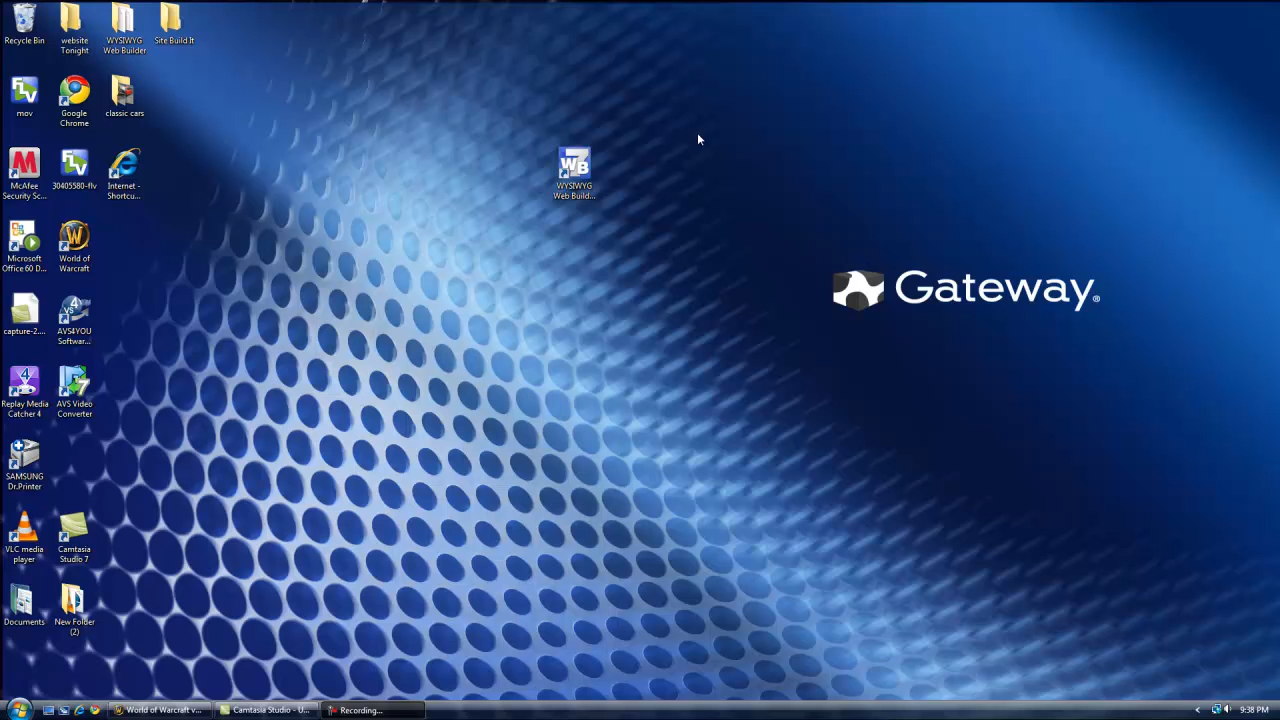 Recycle Bin
website
Tonight
WYSIWYG
Web Builder
Site Build It
mov
Google
Chrome
classic cars
McAfee
Security Sc...
30405580-flv
Internet -
Shortcu...
WYSIWYG
Web Build...
Microsoft
Office 60 D...
World of
Warcraft
Gateway®
capture-2....
AVS4YOU
Softwar...
Replay Media
Catcher 4
AVS Video
Converter
SAMSUNG
Dr.Printer
VLC media
player
Camtasia
Studio 7
Documents
New Folder
(2)
World of Warcraft v...
Camtasia Studio - U...
Recording...
9:38 PM